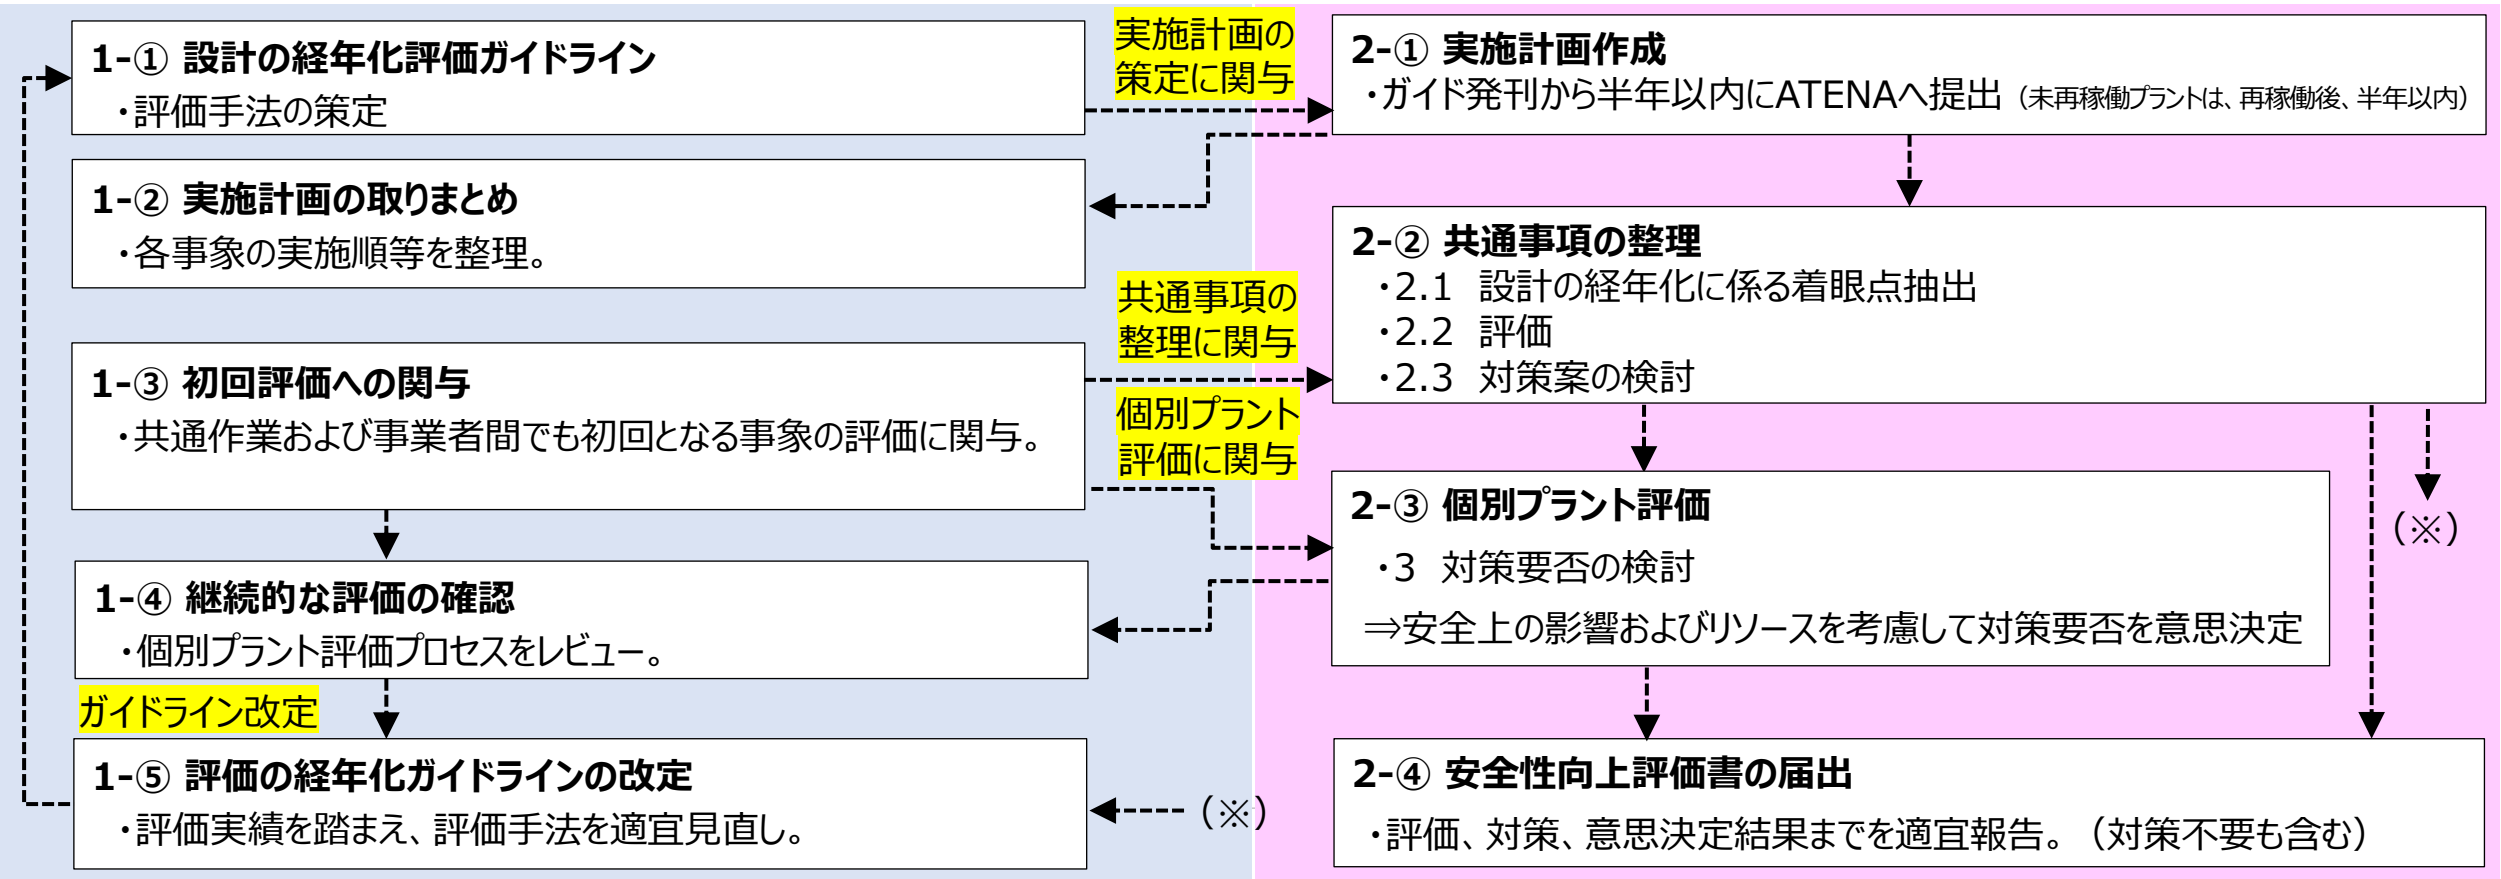 1-① 設計の経年化評価ガイドライン
・評価手法の策定
1-② 実施計画の取りまとめ
・各事象の実施順等を整理。
1-③ 初回評価への関与
・共通作業および事業者間でも初回となる事象の評価に関与。
1-④ 継続的な評価の確認
・個別プラント評価プロセスをレビュー。
ガイドライン改定
1-⑤ 評価の経年化ガイドラインの改定
・評価実績を踏まえ、評価手法を適宜見直し。
実施計画の
策定に関与
共通事項の
整理に関与
個別プラント
評価に関与
（※）
2-① 実施計画作成
・ガイド発刊から半年以内にATENAへ提出（未再稼働プラントは、再稼働後、半年以内）
2-② 共通事項の整理
・2.1 設計の経年化に係る着眼点抽出
・2.2 評価
・2.3 対策案の検討
2-③ 個別プラント評価
・3 対策要否の検討
⇒安全上の影響およびリソースを考慮して対策要否を意思決定
（※）
2-④ 安全性向上評価書の届出
・評価、対策、意思決定結果までを適宜報告。（対策不要も含む）